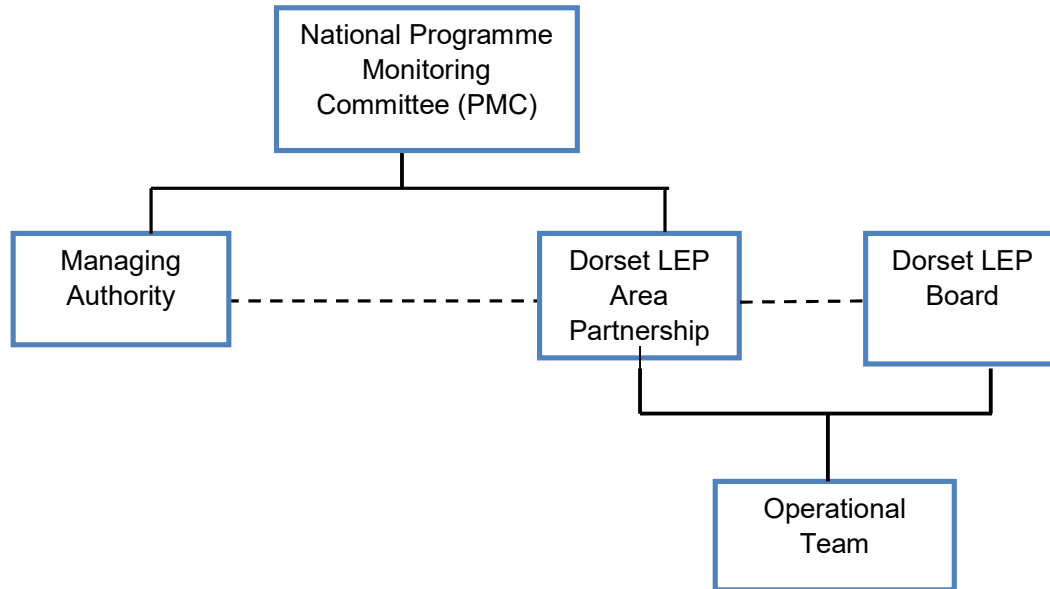 National Programme
Monitoring
Committee (PMC)
Managing
Authority
Dorset LEP
Area
Partnership
Dorset LEP
Board
Operational
Team